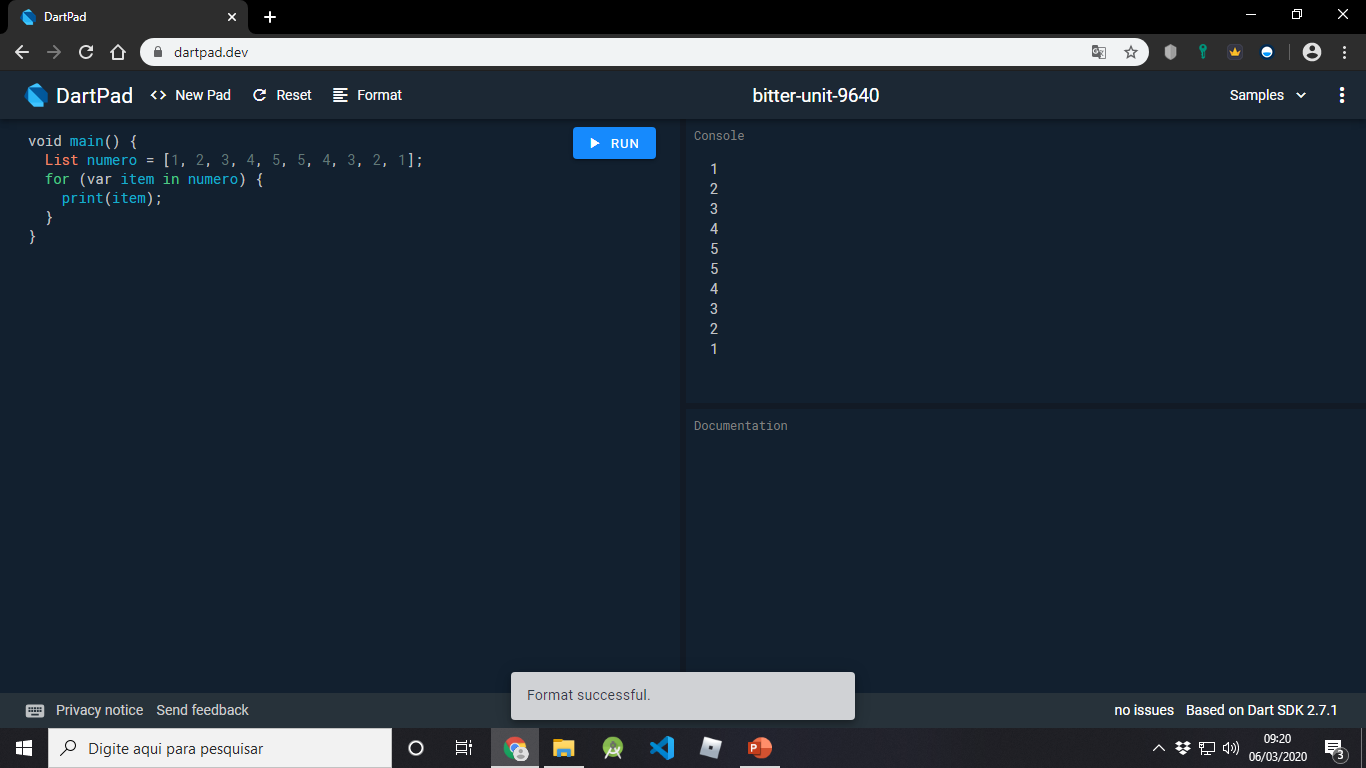 DartPad
dartpad.dev
DartPad
<> New Pad
Reset
Format
bitter-unit-9640
Samples
void main() {
  List numero = [1, 2, 3, 4, 5, 5, 4, 3, 2, 1];
  for (var item in numero) {
    print(item);
  }
}
RUN
Console
1
2
3
4
5
5
4
3
2
1
Documentation
Format successful.
Privacy notice
Send feedback
no issues
Based on Dart SDK 2.7.1
Digite aqui para pesquisar
P
09:20
06/03/2020
3